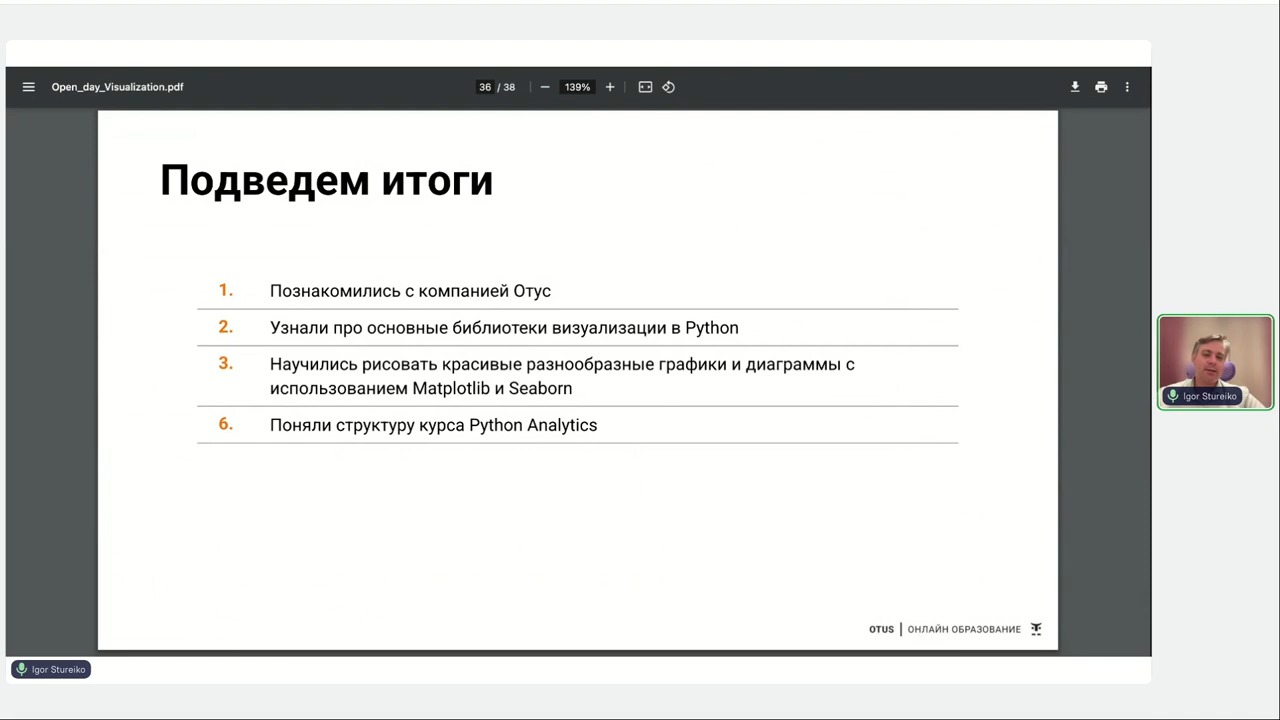 Open_day_Visualization.pdf
36 / 38
139%
Подведем итоги
1. Познакомились с компанией Отус
2. Узнали про основные библиотеки визуализации в Python
3. Научились рисовать красивые разнообразные графики и диаграммы с
использованием Matplotlib и Seaborn
6. Поняли структуру курса Python Analytics
Igor Stureiko
OTUS | ОНЛАЙН ОБРАЗОВАНИЕ
Igor Stureiko